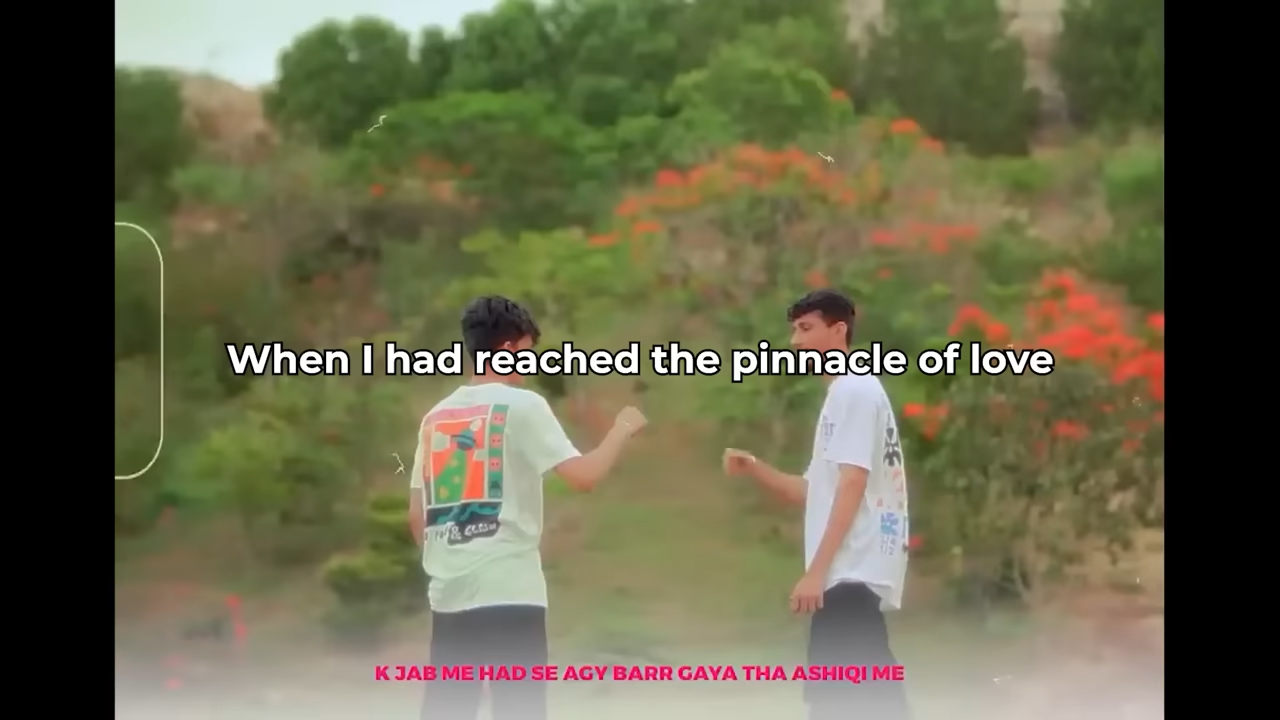 When I had reached the pinnacle of love
K JAB ME HAD SE AGY BARR GAYA THA ASHIQI ME